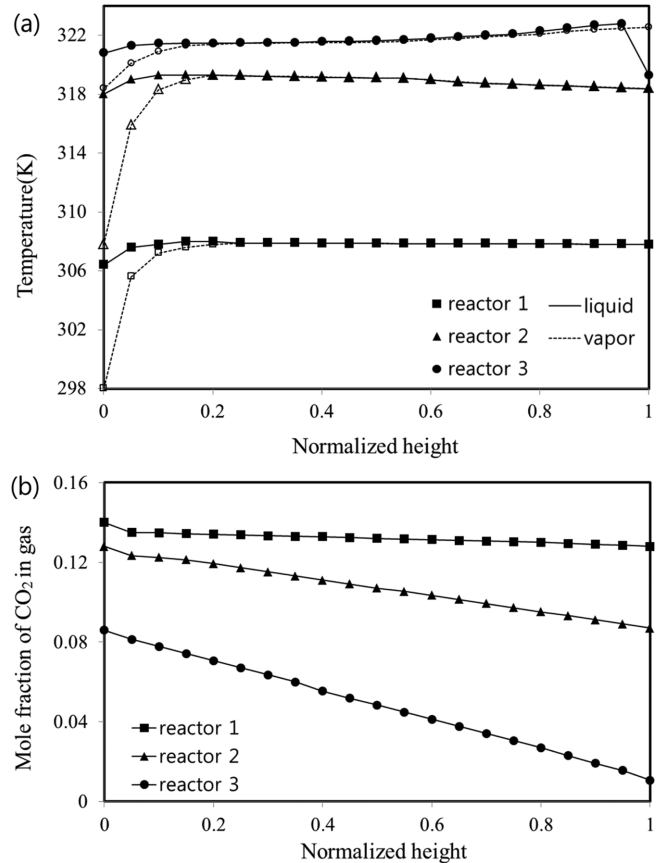 (a)
322
318
314
310
306
302
298
Temperature(K)
0
0.2
0.4
0.6
0.8
1
Normalized height
reactor 1
reactor 2
reactor 3
liquid
vapor
(b)
0.16
0.12
0.08
0.04
0
Mole fraction of CO₂ in gas
0
0.2
0.4
0.6
0.8
1
Normalized height
reactor 1
reactor 2
reactor 3